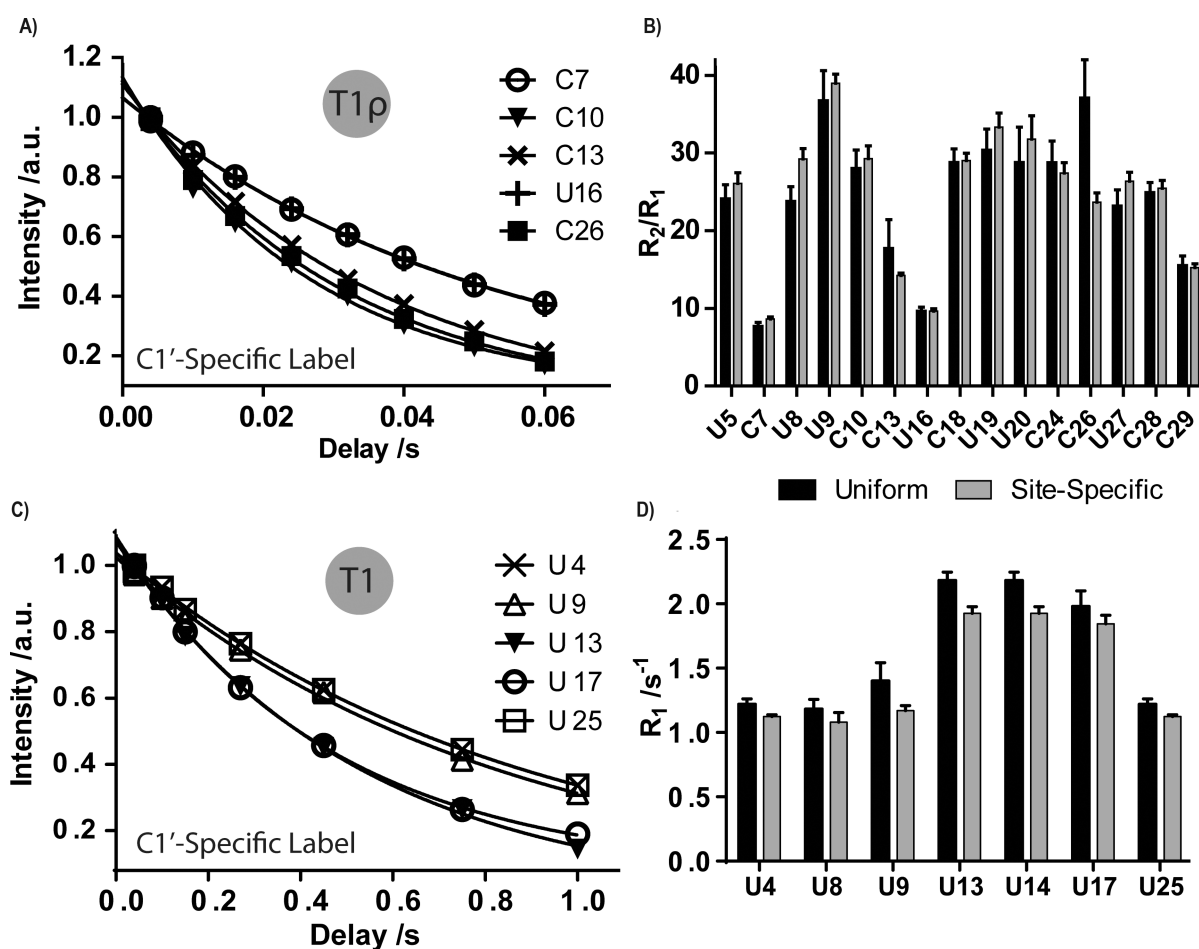 A)
Intensity /a.u.
1.2
1.0
0.8
0.6
0.4
0.2
T1ρ
C7
C10
C13
U16
C26
C1′-Specific Label
0.00 0.02 0.04 0.06
Delay /s
B)
R2/R1
40
30
20
10
0
U5 C7 U8 U9 C10 C13 U16 C18 U19 U20 C24 C26 U27 C28 C29
Uniform Site-Specific
C)
Intensity /a.u.
1.0
0.8
0.6
0.4
0.2
T1
U 4
U 9
U 13
U 17
U 25
C1′-Specific Label
0.0 0.2 0.4 0.6 0.8 1.0
Delay /s
D)
R1 /s-1
2.5
2.0
1.5
1.0
0.5
0.0
U4 U8 U9 U13 U14 U17 U25